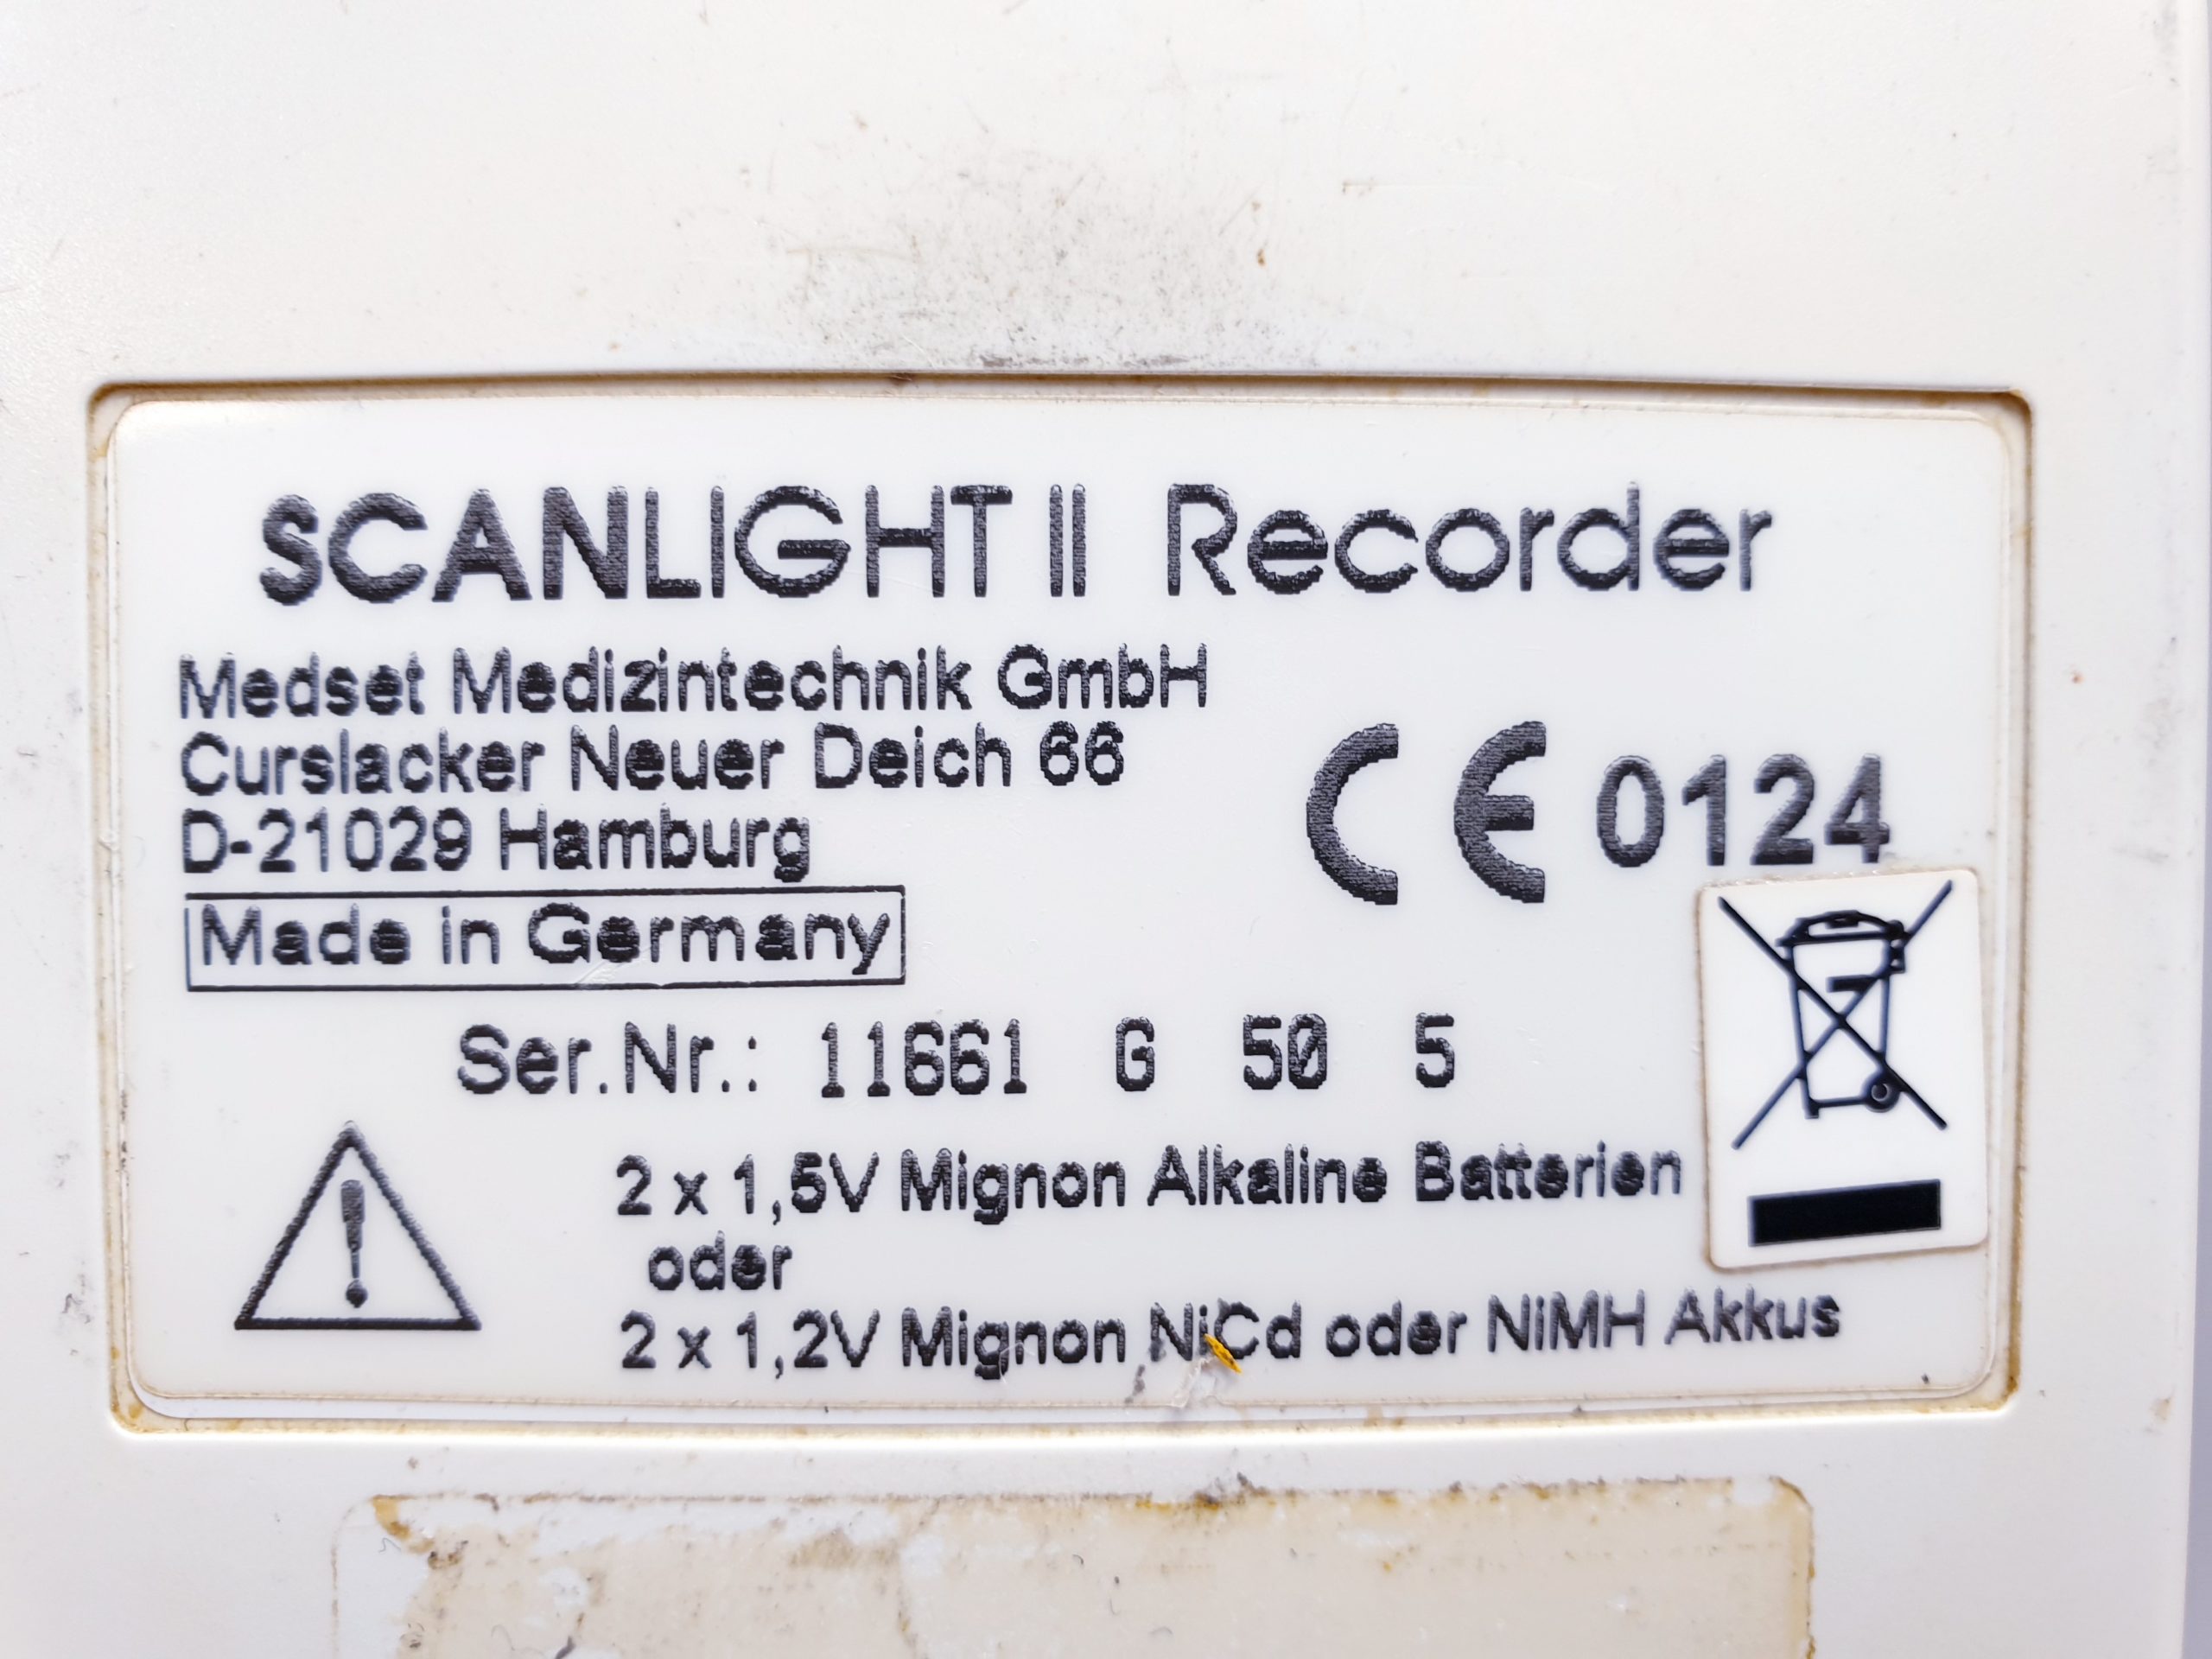 SCANLIGHT II Recorder
Medset Medizintechnik GmbH
Curslacker Neuer Deich 66
D-21029 Hamburg
CE 0124
Made in Germany
Ser.Nr.: 11661 G 50 5
2 x 1,5V Mignon Alkaline Batterien
oder
2 x 1,2V Mignon NiCd oder NiMH Akkus